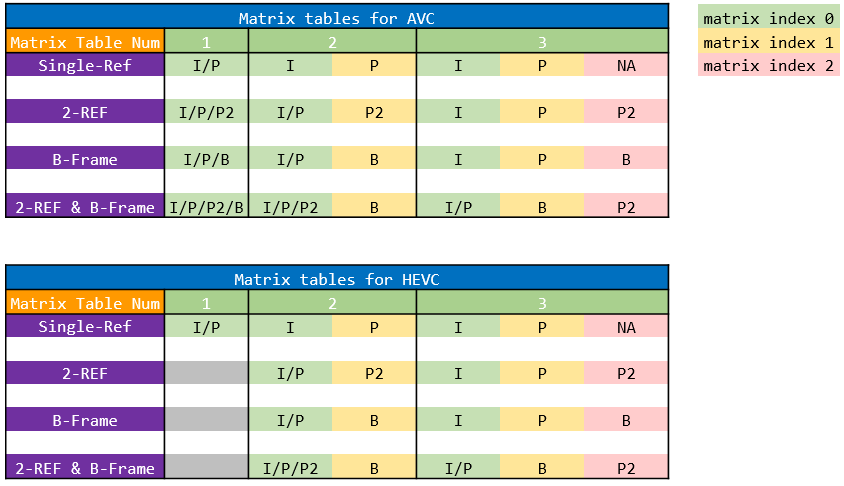 Matrix tables for AVC
matrix index 0
Matrix Table Num 1 2 3
matrix index 1
Single-Ref I/P I P I P NA
matrix index 2
2-REF I/P/P2 I/P P2 I P P2
B-Frame I/P/B I/P B I P B
2-REF & B-Frame I/P/P2/B I/P/P2 B I/P B P2
Matrix tables for HEVC
Matrix Table Num 1 2 3
Single-Ref I/P I P I P NA
2-REF I/P P2 I P P2
B-Frame I/P B I P B
2-REF & B-Frame I/P/P2 B I/P B P2